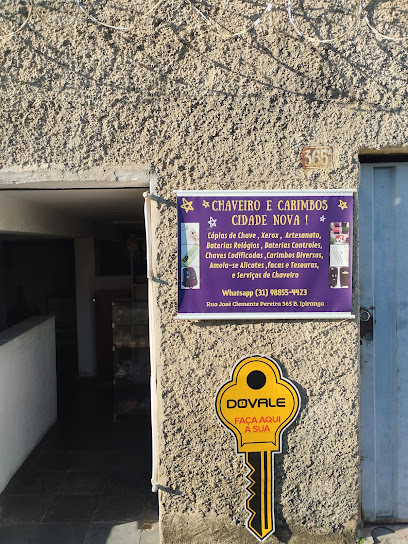 365
CHAVEIRO E CARIMBOS
CIDADE NOVA !
Cópias de Chave , Xerox , Artesanato,
Baterias Relógios , Baterias Controles,
Chaves Codificadas ,Carimbos Diversos,
Amola-se Alicates ,facas e Tesouras,
e Serviços de Chaveiro
Whatsapp (31) 98855-4423
Rua José Clemente Pereira 365 B. Ipiranga
DOVALE
FAÇA AQUI
A SUA